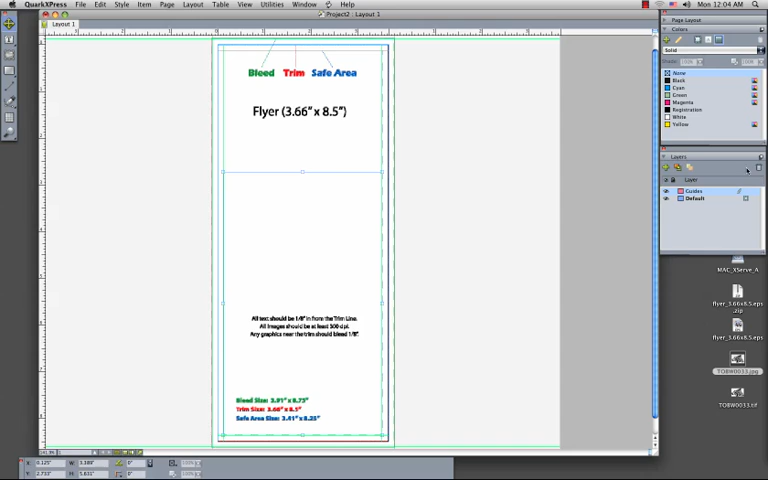 QuarkXPress File Edit Style Item Page Layout Table View Utilities Window Help
Mon 12:04 AM
Project2 : Layout 1
Layout 1
Page Layout
Colors
Solid
None
Black
Cyan
Green
Magenta
Registration
White
Yellow
Layers
Layer
Guides
Default
Bleed Trim Safe Area
Flyer (3.66" x 8.5")
All text should be 1/8" in from the Trim Line.
All images should be at least 300 dpi.
Any graphics near the trim should bleed 1/8".
Bleed Size: 3.91" x 8.75"
Trim Size: 3.66" x 8.5"
Safe Area Size: 3.41" x 8.25"
MAC_XServe_A
flyer_3.66x8.5.eps
.zip
flyer_3.66x8.5.eps
TOBW0033.jpg
TOBW0033.tif
X: 0.125" W: